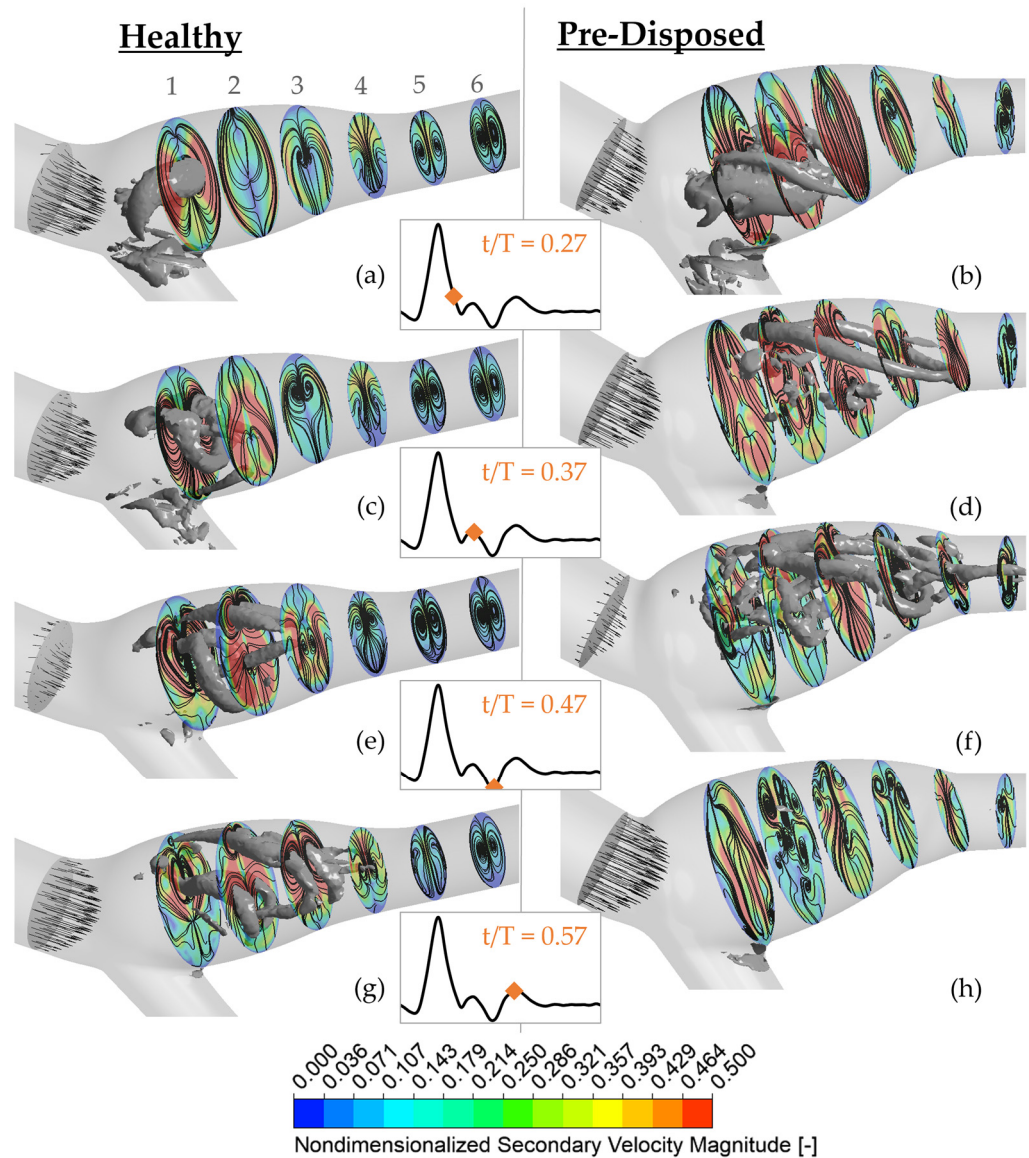 Healthy
Pre-Disposed
1 2 3 4 5 6
(a)
t/T = 0.27
(b)
(c)
t/T = 0.37
(d)
(e)
t/T = 0.47
(f)
(g)
t/T = 0.57
(h)
0.000 0.036 0.071 0.107 0.143 0.179 0.214 0.250 0.286 0.321 0.357 0.393 0.429 0.464 0.500
Nondimensionalized Secondary Velocity Magnitude [-]